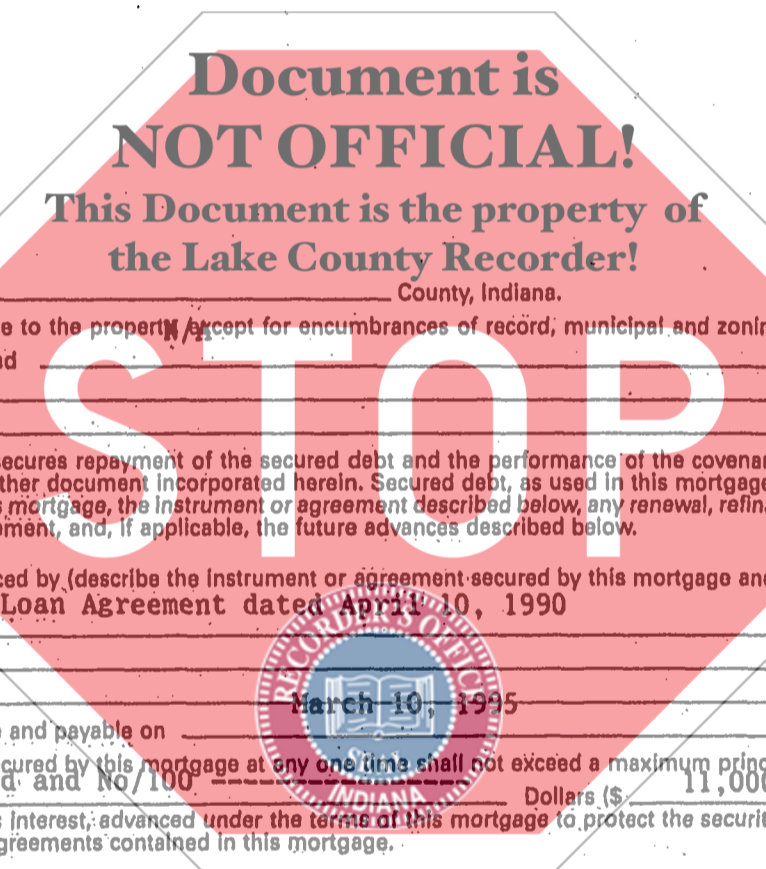 Document is
NOT OFFICIAL!
This Document is the property of
the Lake County Recorder!
County, Indiana.
e to the property N/A except for encumbrances of record, municipal and zonin
nd
STOP
ecures repayment of the secured debt and the performance of the covenan
ther document incorporated herein. Secured debt, as used in this mortgage
s mortgage, the instrument or agreement described below, any renewal, refin
ment, and, if applicable, the future advances described below.
ced by (describe the instrument or agreement secured by this mortgage and
Loan Agreement dated April 10, 1990
RECORDER'S OFFICE
March 10, 1995
and payable on
SEAL
cured by this mortgage at any one time shall not exceed a maximum princ
d and No/100 --------------------
11,000
INDIANA
Dollars ($
s interest, advanced under the terms of this mortgage to protect the securit
greements contained in this mortgage.